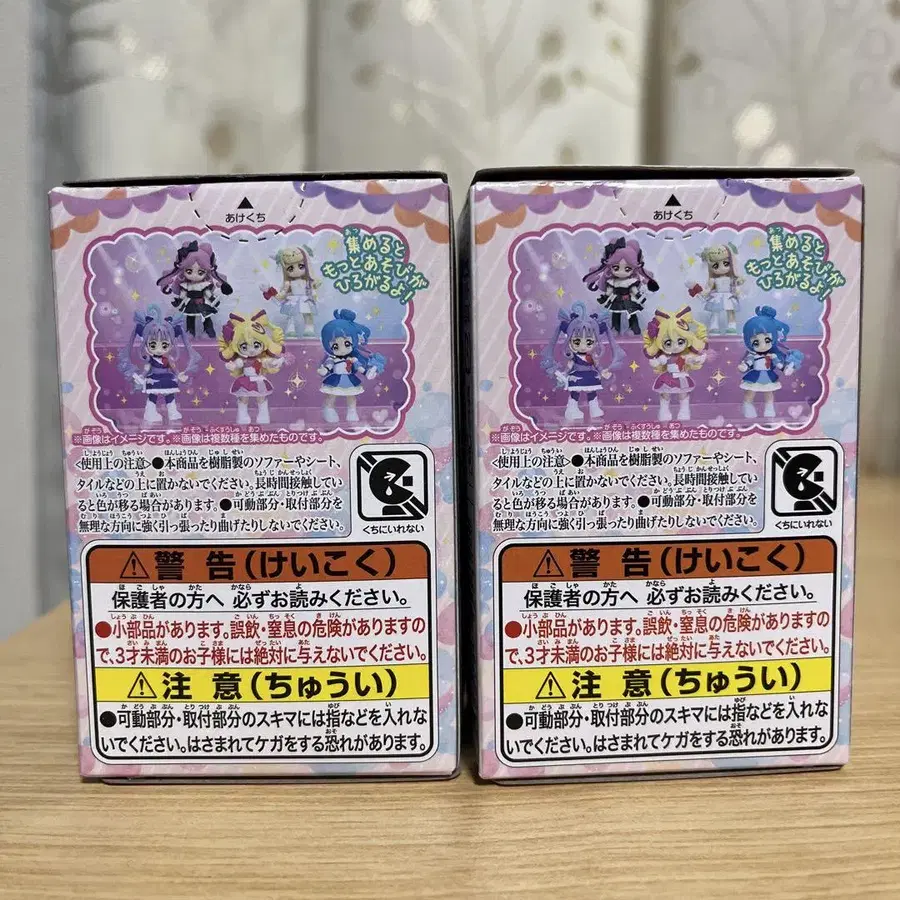 あけくち
集めると
もっとあそびが
ひろがるよ!
※画像はイメージです。※画像は複数種を集めたものです。
〈使用上の注意〉●本商品を樹脂製のソファーやシート、
タイルなどの上に置かないでください。長時間接触してい
ると色が移る場合があります。●可動部分・取付部分を
無理な方向に強く引っ張ったり曲げたりしないでください。
くちにいれない
⚠警告(けいこく)
保護者の方へ 必ずお読みください。
●小部品があります。誤飲・窒息の危険がありますの
で、3才未満のお子様には絶対に与えないでください。
⚠注意(ちゅうい)
●可動部分・取付部分のスキマには指などを入れな
いでください。はさまれてケガをする恐れがあります。
あけくち
集めると
もっとあそびが
ひろがるよ!
※画像はイメージです。※画像は複数種を集めたものです。
〈使用上の注意〉●本商品を樹脂製のソファーやシート、
タイルなどの上に置かないでください。長時間接触してい
ると色が移る場合があります。●可動部分・取付部分を
無理な方向に強く引っ張ったり曲げたりしないでください。
くちにいれない
⚠警告(けいこく)
保護者の方へ 必ずお読みください。
●小部品があります。誤飲・窒息の危険がありますの
で、3才未満のお子様には絶対に与えないでください。
⚠注意(ちゅうい)
●可動部分・取付部分のスキマには指などを入れな
いでください。はさまれてケガをする恐れがあります。